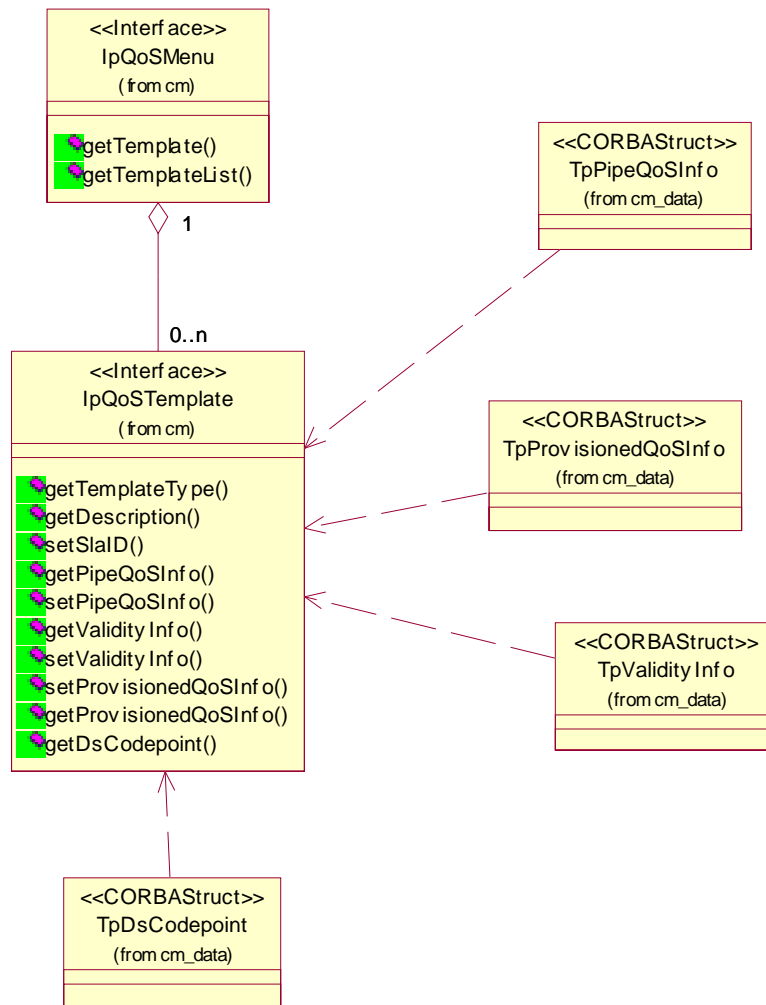 <<Interface>>
IpQoSMenu
(from cm)
getTemplate()
getTemplateList()
1
0..n
<<Interface>>
IpQoSTemplate
(from cm)
getTemplateType()
getDescription()
setSlaID()
getPipeQoSInfo()
setPipeQoSInfo()
getValidityInfo()
setValidityInfo()
setProvisionedQoSInfo()
getProvisionedQoSInfo()
getDsCodepoint()
<<CORBAStruct>>
TpPipeQoSInfo
(from cm_data)
<<CORBAStruct>>
TpProvisionedQoSInfo
(from cm_data)
<<CORBAStruct>>
TpValidityInfo
(from cm_data)
<<CORBAStruct>>
TpDsCodepoint
(from cm_data)